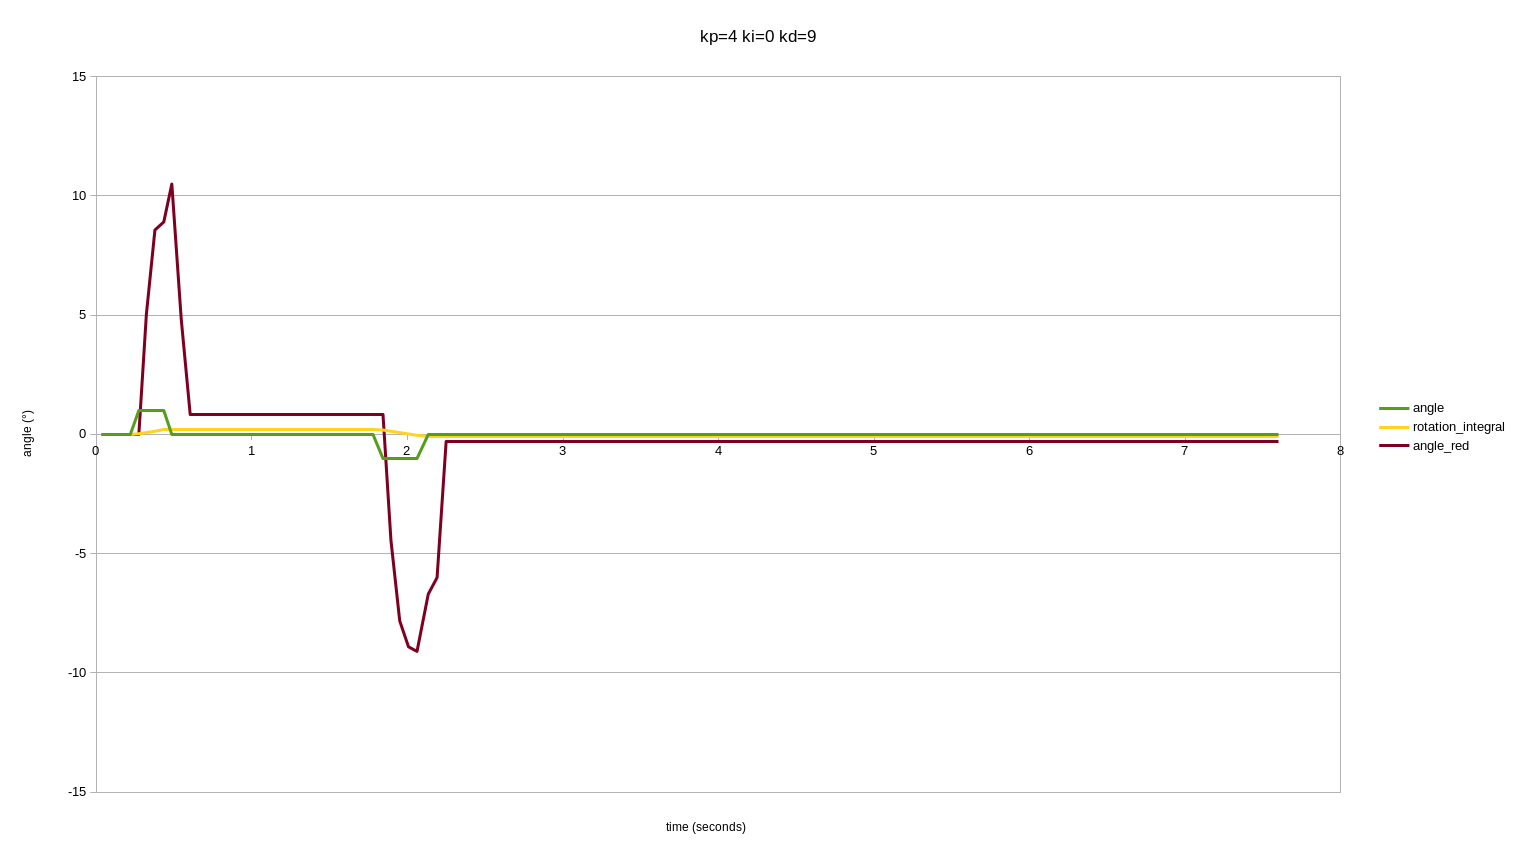 kp=4 ki=0 kd=9
15
10
5
0
-5
-10
-15
0 1 2 3 4 5 6 7 8
angle (°)
time (seconds)
angle
rotation_integral
angle_red